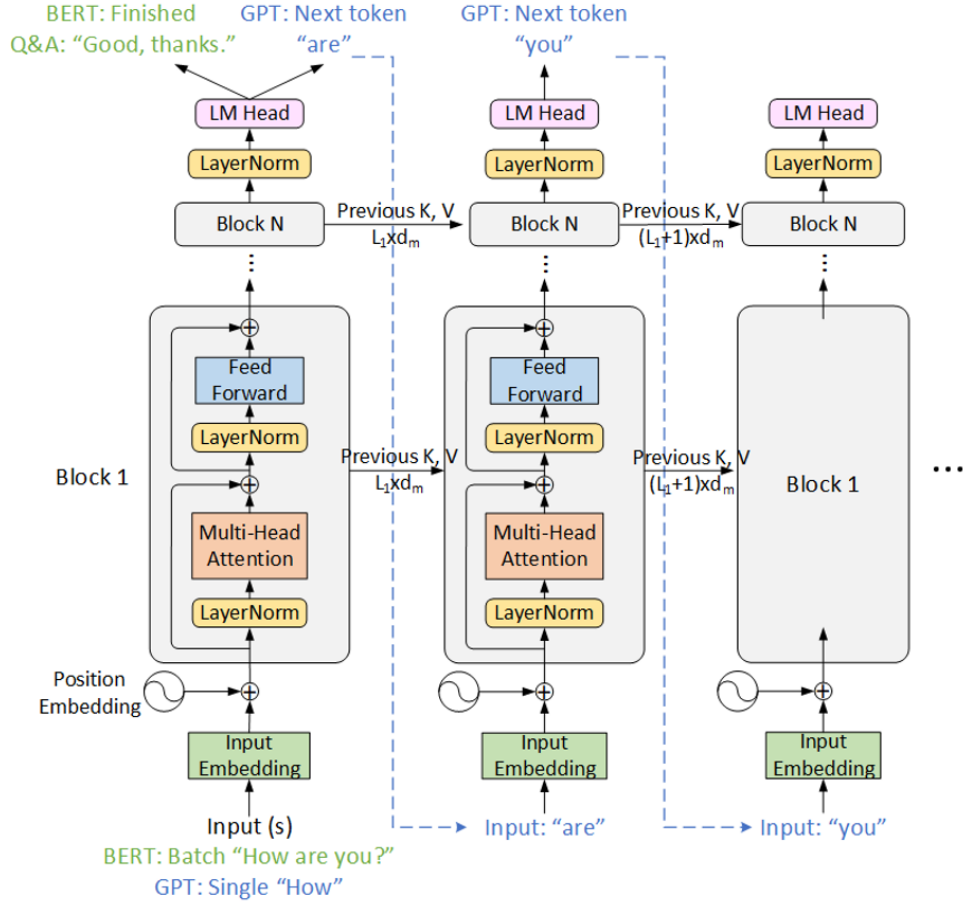 BERT: Finished
Q&A: “Good, thanks.”
GPT: Next token
“are”
GPT: Next token
“you”
LM Head
LM Head
LM Head
LayerNorm
LayerNorm
LayerNorm
Block N
Previous K, V
L₁xdₘ
Block N
Previous K, V
(L₁+1)xdₘ
Block N
Feed
Forward
LayerNorm
Multi-Head
Attention
LayerNorm
Block 1
Previous K, V
L₁xdₘ
Feed
Forward
LayerNorm
Multi-Head
Attention
LayerNorm
Previous K, V
(L₁+1)xdₘ
Block 1
...
Position
Embedding
Input
Embedding
Input
Embedding
Input
Embedding
Input (s)
BERT: Batch “How are you?”
GPT: Single “How”
Input: “are”
Input: “you”